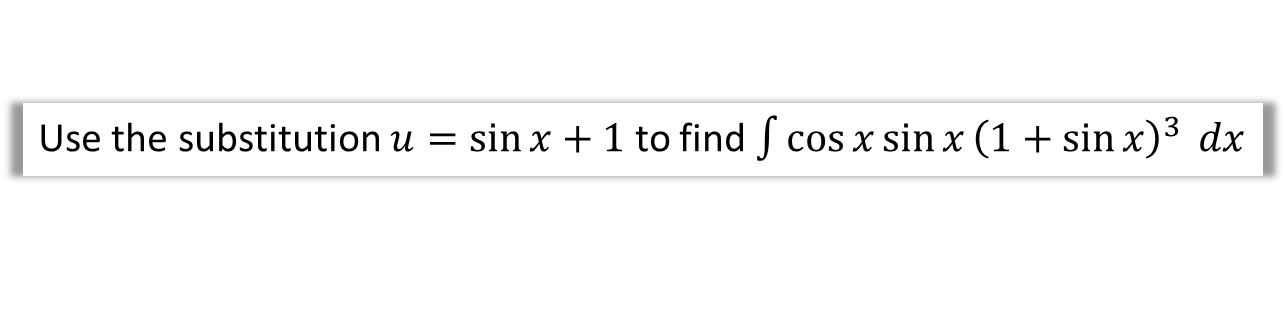 Use the substitution u = sin x + 1 to find ∫ cos x sin x (1 + sin x)³ dx